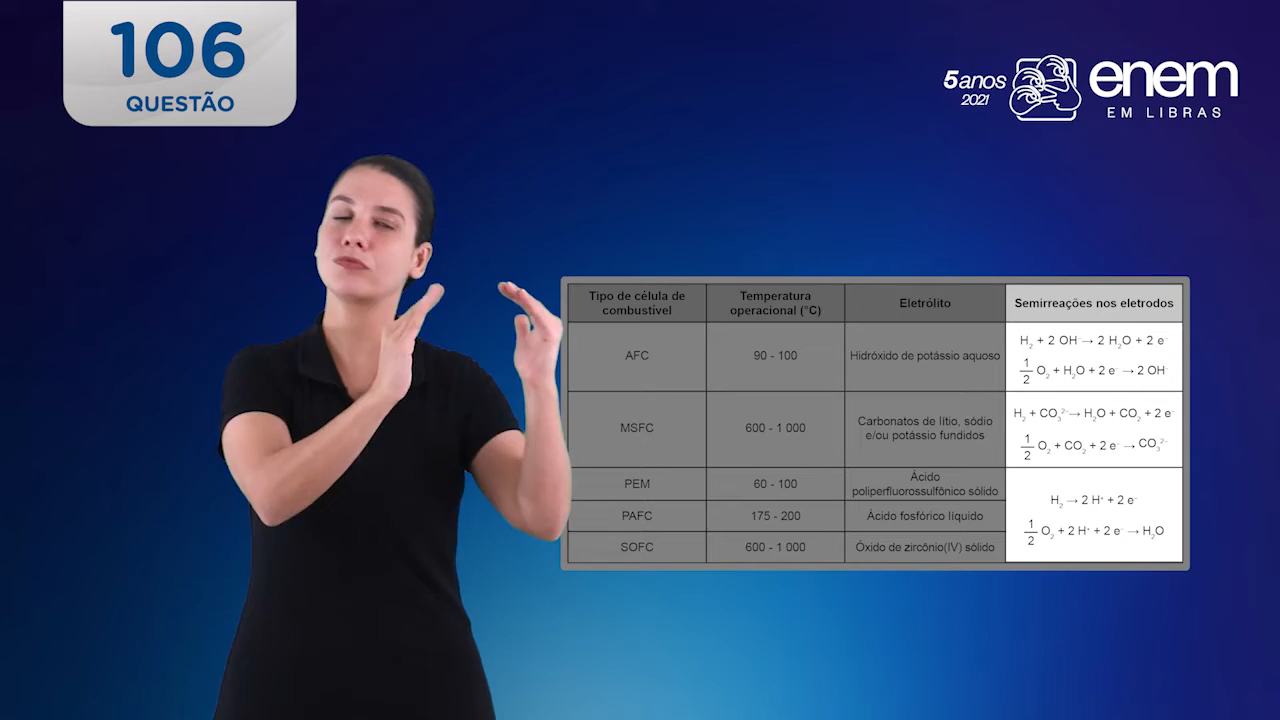 106
QUESTÃO
5anos
2021
enem
EM LIBRAS
Tipo de célula de combustível
Temperatura operacional (°C)
Eletrólito
Semirreações nos eletrodos
AFC
90 - 100
Hidróxido de potássio aquoso
H₂ + 2 OH⁻ → 2 H₂O + 2 e⁻
1/2 O₂ + H₂O + 2 e⁻ → 2 OH⁻
MSFC
600 - 1 000
Carbonatos de lítio, sódio e/ou potássio fundidos
H₂ + CO₃²⁻ → H₂O + CO₂ + 2 e⁻
1/2 O₂ + CO₂ + 2 e⁻ → CO₃²⁻
PEM
60 - 100
Ácido poliperfluorossulfônico sólido
H₂ → 2 H⁺ + 2 e⁻
1/2 O₂ + 2 H⁺ + 2 e⁻ → H₂O
PAFC
175 - 200
Ácido fosfórico líquido
SOFC
600 - 1 000
Óxido de zircônio(IV) sólido